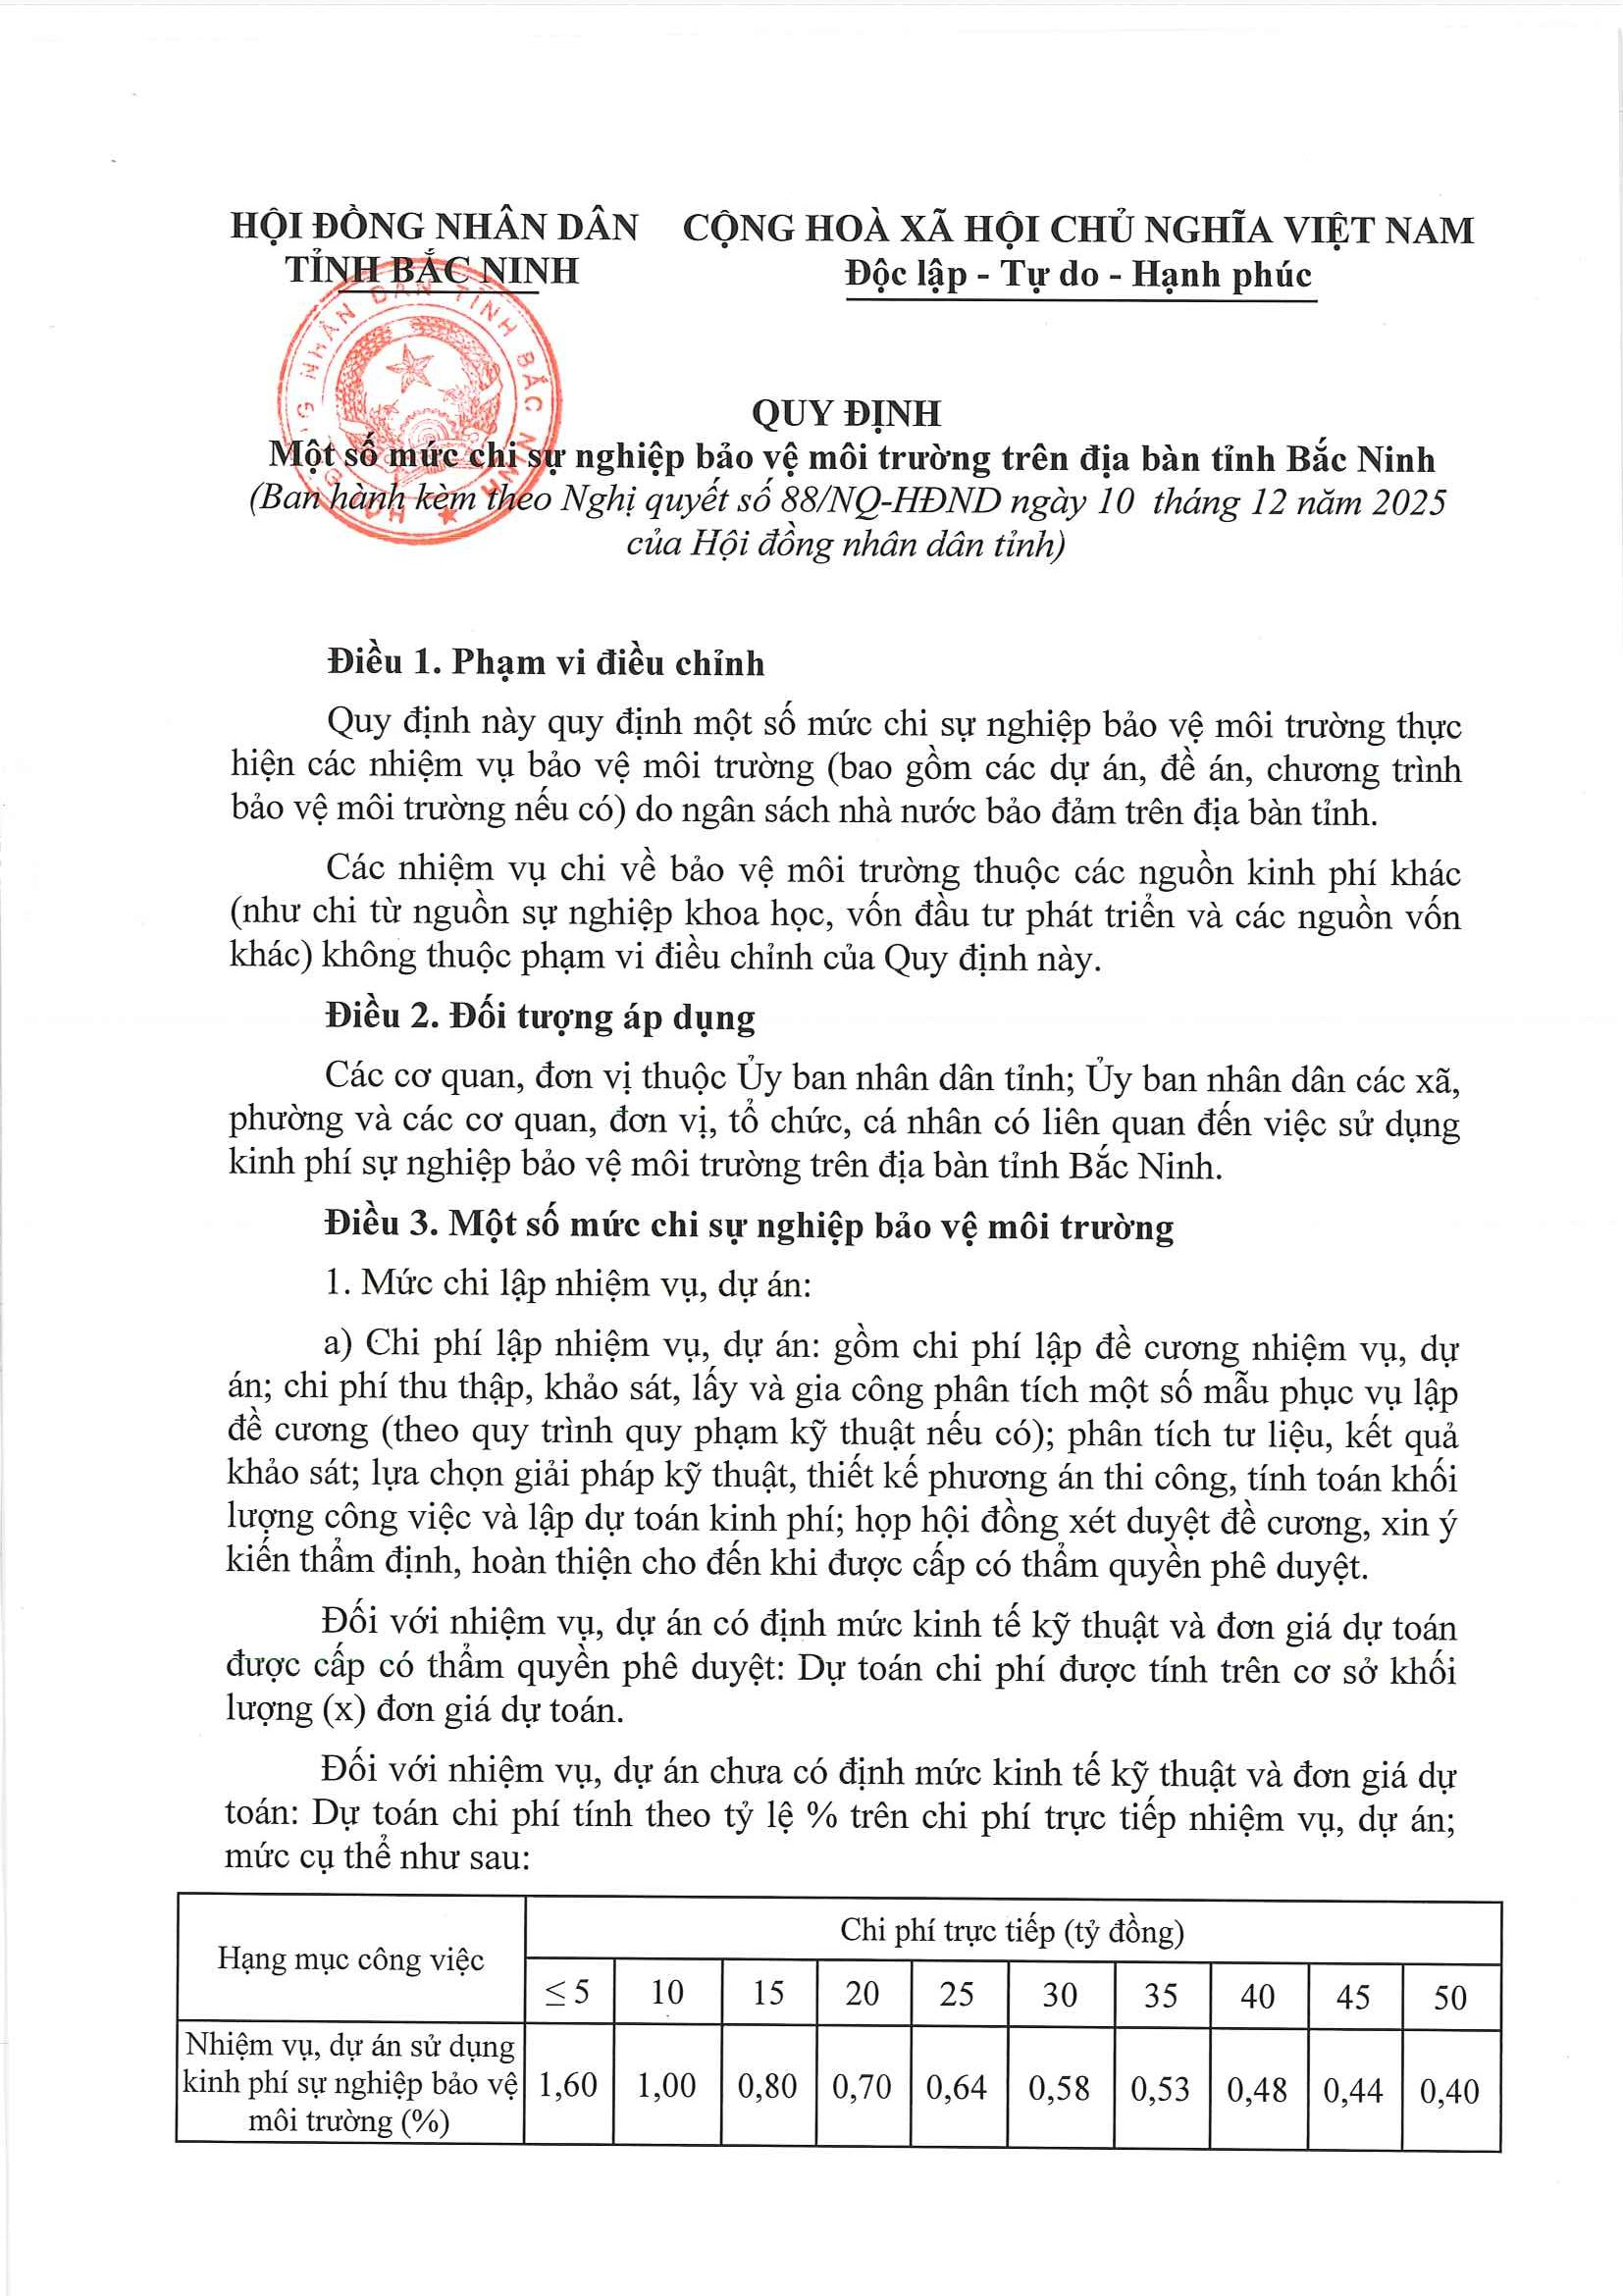 HỘI ĐỒNG NHÂN DÂN
TỈNH BẮC NINH
CỘNG HOÀ XÃ HỘI CHỦ NGHĨA VIỆT NAM
Độc lập - Tự do - Hạnh phúc
QUY ĐỊNH
Một số mức chi sự nghiệp bảo vệ môi trường trên địa bàn tỉnh Bắc Ninh
(Ban hành kèm theo Nghị quyết số 88/NQ-HĐND ngày 10 tháng 12 năm 2025
của Hội đồng nhân dân tỉnh)
Điều 1. Phạm vi điều chỉnh
Quy định này quy định một số mức chi sự nghiệp bảo vệ môi trường thực
hiện các nhiệm vụ bảo vệ môi trường (bao gồm các dự án, đề án, chương trình
bảo vệ môi trường nếu có) do ngân sách nhà nước bảo đảm trên địa bàn tỉnh.
Các nhiệm vụ chi về bảo vệ môi trường thuộc các nguồn kinh phí khác
(như chi từ nguồn sự nghiệp khoa học, vốn đầu tư phát triển và các nguồn vốn
khác) không thuộc phạm vi điều chỉnh của Quy định này.
Điều 2. Đối tượng áp dụng
Các cơ quan, đơn vị thuộc Ủy ban nhân dân tỉnh; Ủy ban nhân dân các xã,
phường và các cơ quan, đơn vị, tổ chức, cá nhân có liên quan đến việc sử dụng
kinh phí sự nghiệp bảo vệ môi trường trên địa bàn tỉnh Bắc Ninh.
Điều 3. Một số mức chi sự nghiệp bảo vệ môi trường
1. Mức chi lập nhiệm vụ, dự án:
a) Chi phí lập nhiệm vụ, dự án: gồm chi phí lập đề cương nhiệm vụ, dự
án; chi phí thu thập, khảo sát, lấy và gia công phân tích một số mẫu phục vụ lập
đề cương (theo quy trình quy phạm kỹ thuật nếu có); phân tích tư liệu, kết quả
khảo sát; lựa chọn giải pháp kỹ thuật, thiết kế phương án thi công, tính toán khối
lượng công việc và lập dự toán kinh phí; họp hội đồng xét duyệt đề cương, xin ý
kiến thẩm định, hoàn thiện cho đến khi được cấp có thẩm quyền phê duyệt.
Đối với nhiệm vụ, dự án có định mức kinh tế kỹ thuật và đơn giá dự toán
được cấp có thẩm quyền phê duyệt: Dự toán chi phí được tính trên cơ sở khối
lượng (x) đơn giá dự toán.
Đối với nhiệm vụ, dự án chưa có định mức kinh tế kỹ thuật và đơn giá dự
toán: Dự toán chi phí tính theo tỷ lệ % trên chi phí trực tiếp nhiệm vụ, dự án;
mức cụ thể như sau:
Hạng mục công việc
Chi phí trực tiếp (tỷ đồng)
≤ 5 10 15 20 25 30 35 40 45 50
Nhiệm vụ, dự án sử dụng
kinh phí sự nghiệp bảo vệ
môi trường (%)
1,60 1,00 0,80 0,70 0,64 0,58 0,53 0,48 0,44 0,40